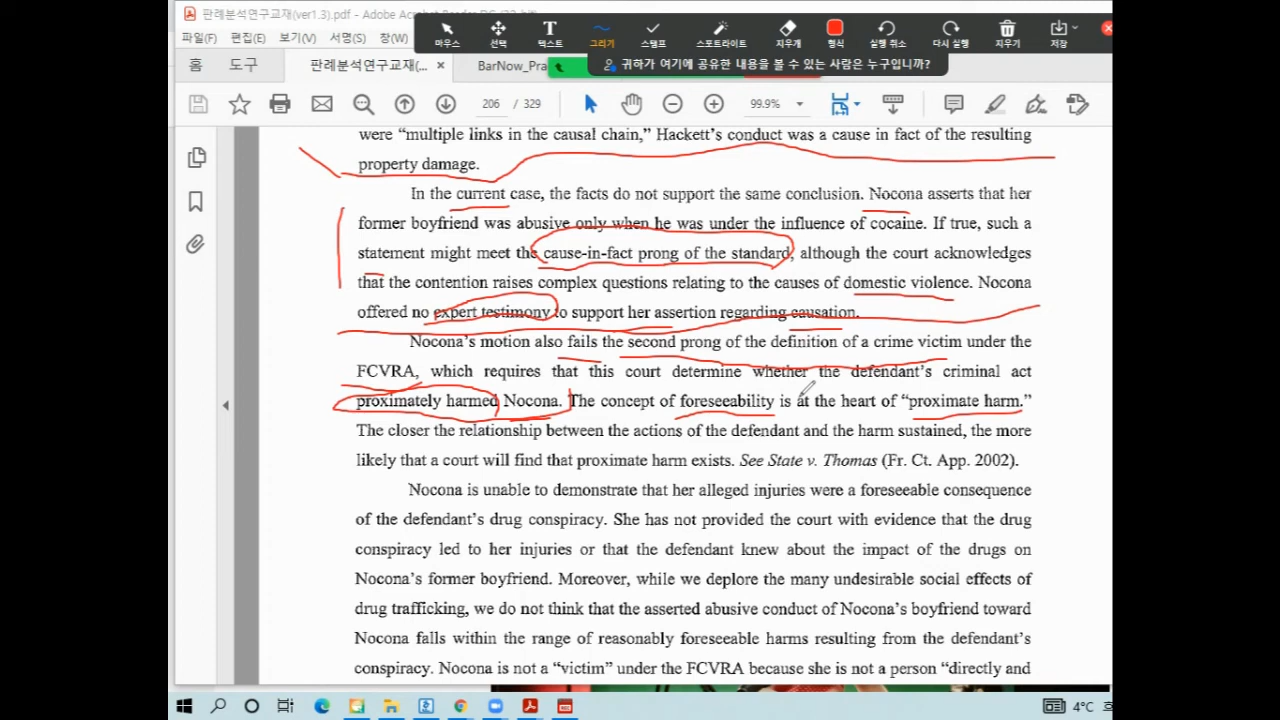 판례분석연구교재(ver1.3).pdf - Adobe Acrobat Reader DC (32-bit)
파일(F) 편집(E) 보기(V) 서명(S) 창(W)
마우스 선택 텍스트 그리기 스탬프 스포트라이트 지우개 형식 실행 취소 다시 실행 지우기 저장
귀하가 여기에 공유한 내용을 볼 수 있는 사람은 누구입니까?
홈 도구 판례분석연구교재(... × BarNow_Pra
206 / 329 99.9%
were “multiple links in the causal chain,” Hackett’s conduct was a cause in fact of the resulting
property damage.
In the current case, the facts do not support the same conclusion. Nocona asserts that her
former boyfriend was abusive only when he was under the influence of cocaine. If true, such a
statement might meet the cause-in-fact prong of the standard, although the court acknowledges
that the contention raises complex questions relating to the causes of domestic violence. Nocona
offered no expert testimony to support her assertion regarding causation.
Nocona’s motion also fails the second prong of the definition of a crime victim under the
FCVRA, which requires that this court determine whether the defendant’s criminal act
proximately harmed Nocona. The concept of foreseeability is at the heart of “proximate harm.”
The closer the relationship between the actions of the defendant and the harm sustained, the more
likely that a court will find that proximate harm exists. See State v. Thomas (Fr. Ct. App. 2002).
Nocona is unable to demonstrate that her alleged injuries were a foreseeable consequence
of the defendant’s drug conspiracy. She has not provided the court with evidence that the drug
conspiracy led to her injuries or that the defendant knew about the impact of the drugs on
Nocona’s former boyfriend. Moreover, while we deplore the many undesirable social effects of
drug trafficking, we do not think that the asserted abusive conduct of Nocona’s boyfriend toward
Nocona falls within the range of reasonably foreseeable harms resulting from the defendant’s
conspiracy. Nocona is not a “victim” under the FCVRA because she is not a person “directly and
4°C